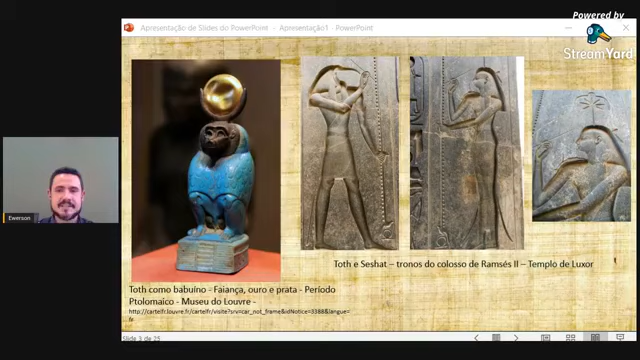 Powered by
StreamYard
Apresentação de Slides do PowerPoint - Apresentação1 - PowerPoint
Ewerson
Toth e Seshat – tronos do colosso de Ramsés II – Templo de Luxor
Toth como babuíno - Faiança, ouro e prata - Período
Ptolomaico - Museu do Louvre -
http://cartelfr.louvre.fr/cartelfr/visite?srv=car_not_frame&idNotice=3388&langue=
fr
Slide 3 de 25